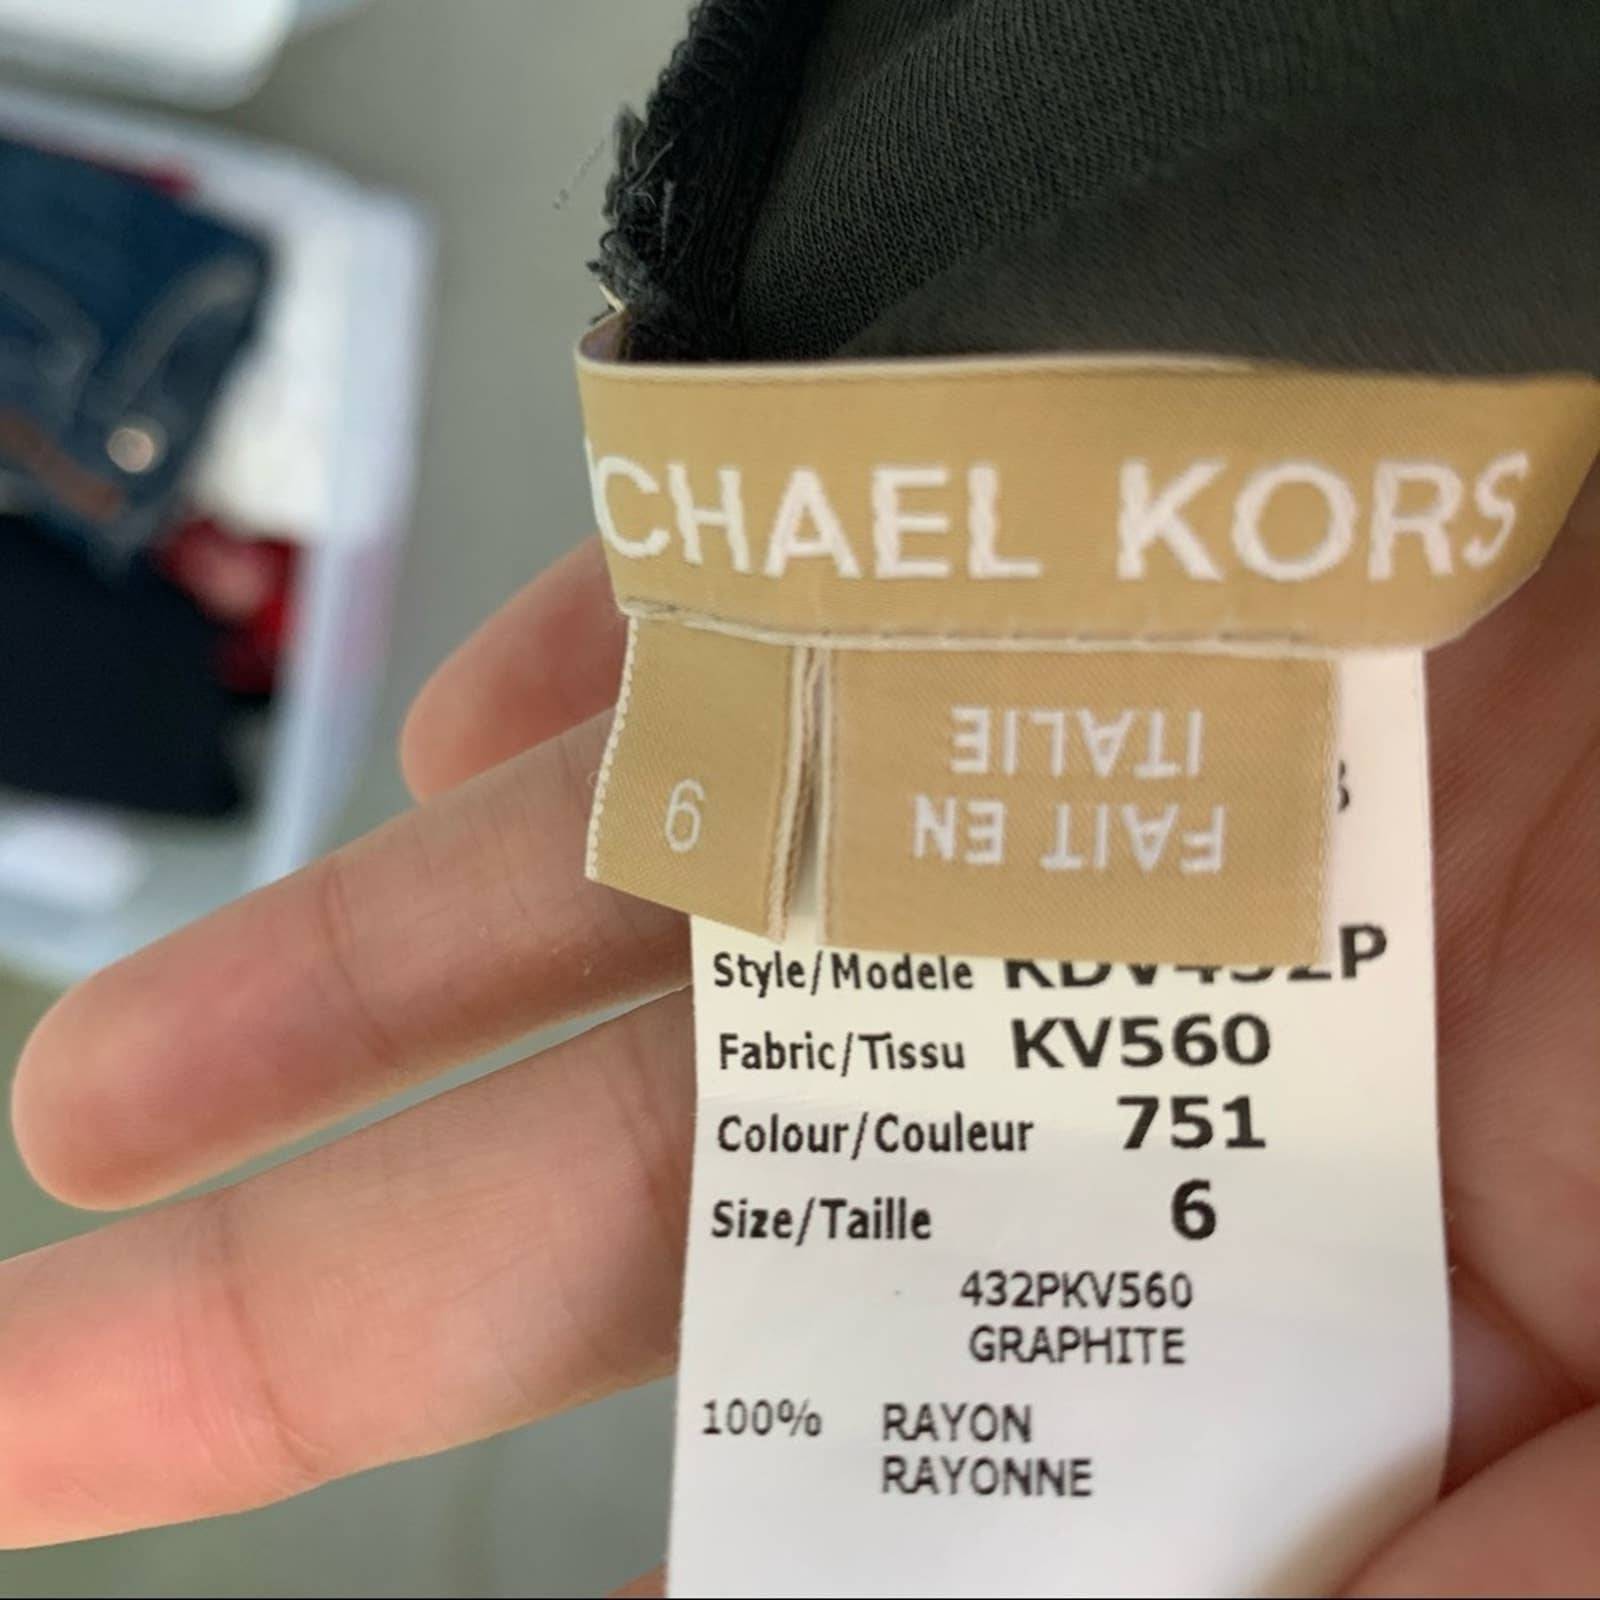 CHAEL KORS
6
FAIT EN
ITALIE
Style/Modele KDV432P
Fabric/Tissu KV560
Colour/Couleur 751
Size/Taille 6
432PKV560
GRAPHITE
100% RAYON
RAYONNE